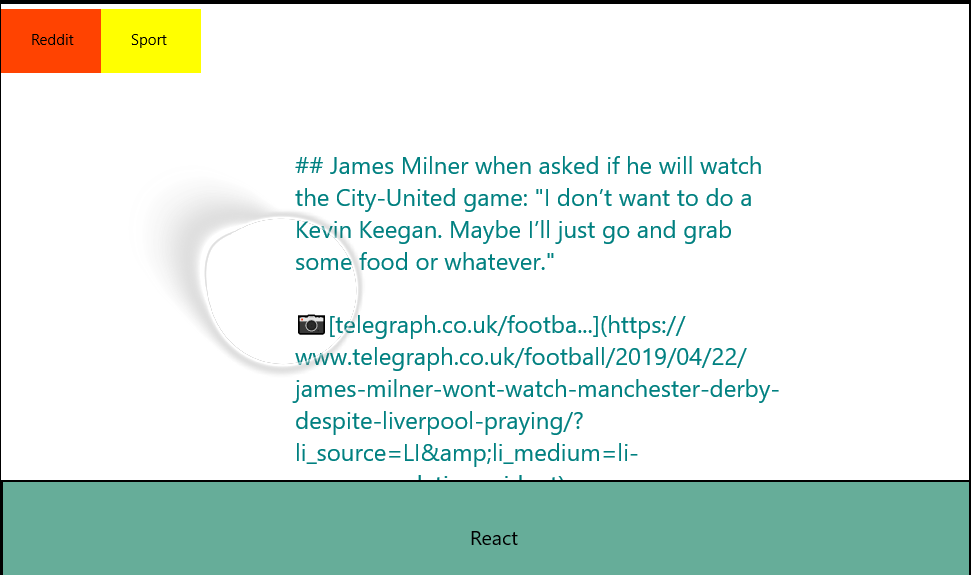 Reddit Sport
## James Milner when asked if he will watch
the City-United game: "I don’t want to do a
Kevin Keegan. Maybe I’ll just go and grab
some food or whatever."
[telegraph.co.uk/footba...](https://
www.telegraph.co.uk/football/2019/04/22/
james-milner-wont-watch-manchester-derby-
despite-liverpool-praying/?
li_source=LI&amp;li_medium=li-
React